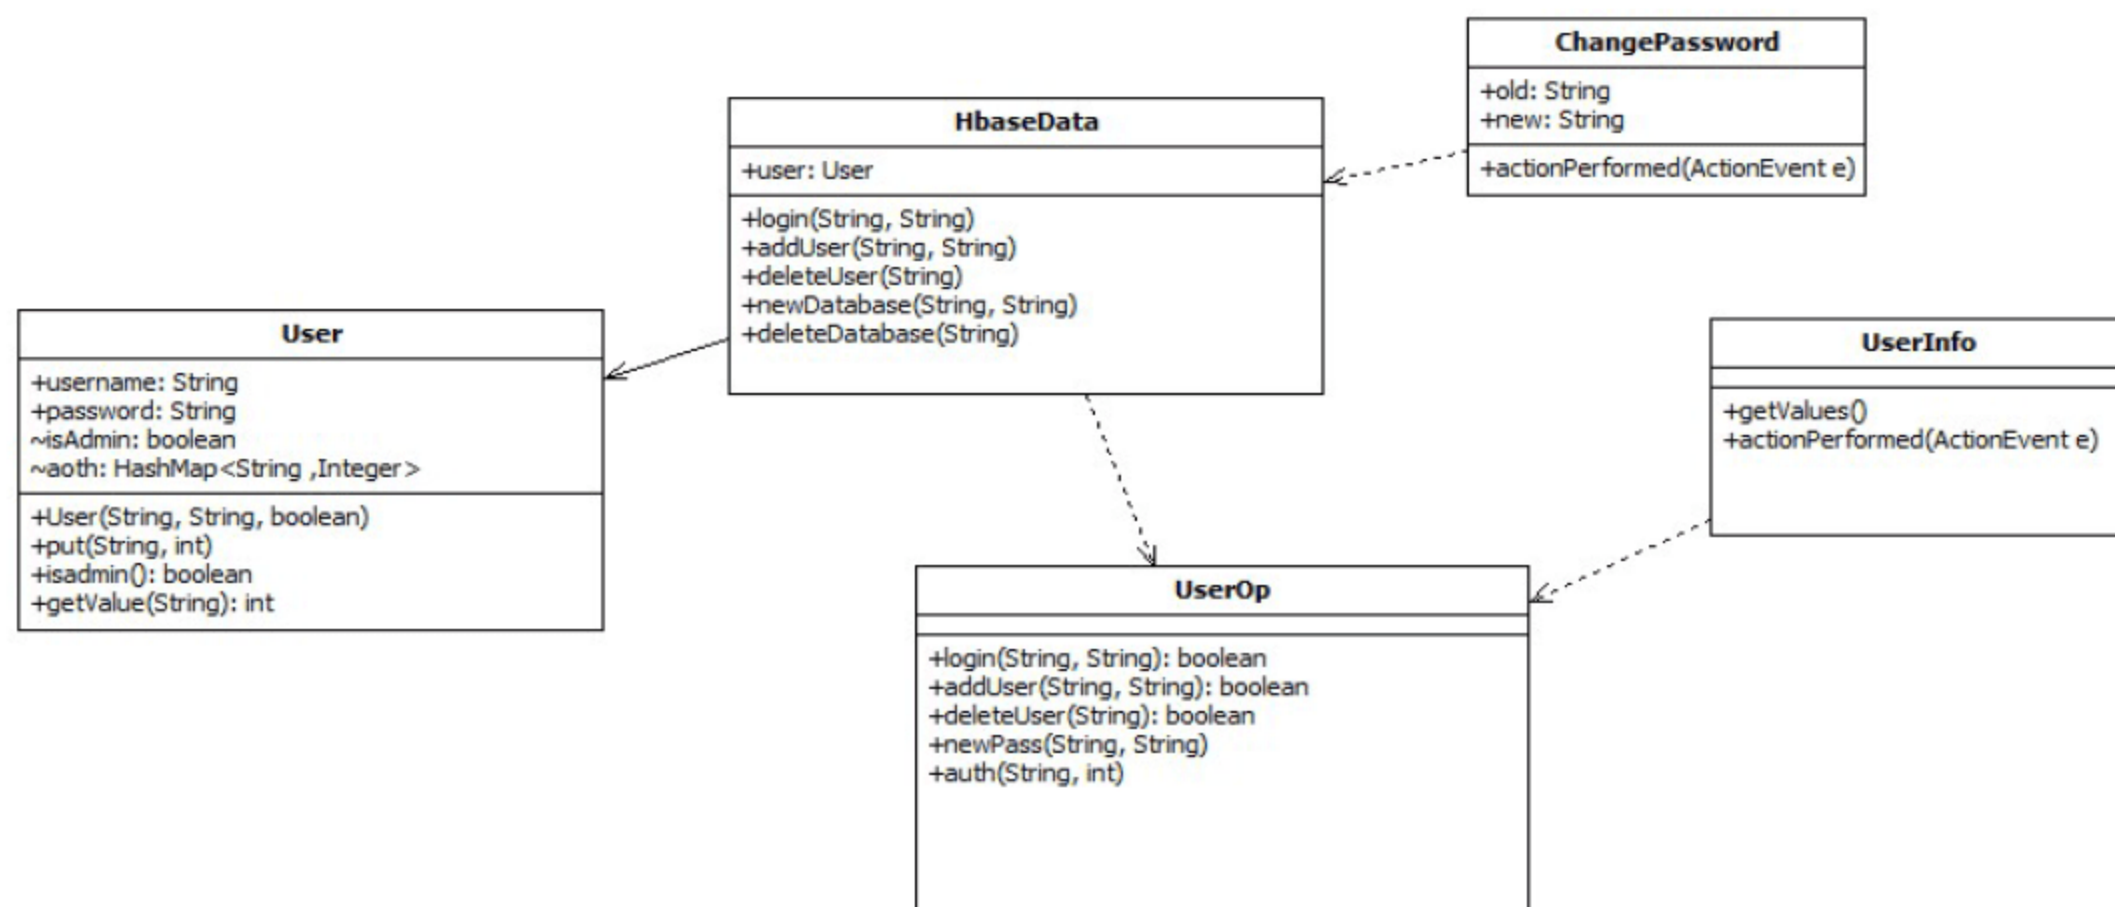 ChangePassword
+old: String
+new: String
+actionPerformed(ActionEvent e)
HbaseData
+user: User
+login(String, String)
+addUser(String, String)
+deleteUser(String)
+newDatabase(String, String)
+deleteDatabase(String)
User
+username: String
+password: String
~isAdmin: boolean
~aoth: HashMap<String ,Integer>
+User(String, String, boolean)
+put(String, int)
+isadmin(): boolean
+getValue(String): int
UserInfo
+getValues()
+actionPerformed(ActionEvent e)
UserOp
+login(String, String): boolean
+addUser(String, String): boolean
+deleteUser(String): boolean
+newPass(String, String)
+auth(String, int)